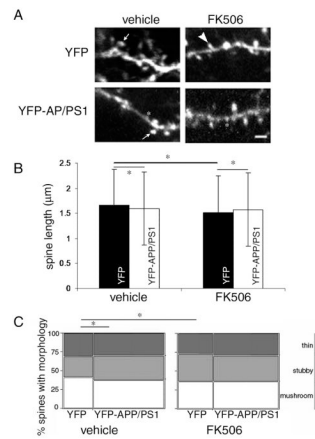 A
vehicle FK506
YFP
YFP-AP/PS1
*
B
spine length (µm)
2.5
2
1.5
1
0.5
0
*
* *
YFP YFP-APP/PS1 YFP YFP-APP/PS1
vehicle FK506
C
% spines with morphology
100
75
50
25
0
*
*
thin
stubby
mushroom
YFP YFP-APP/PS1 YFP YFP-APP/PS1
vehicle FK506